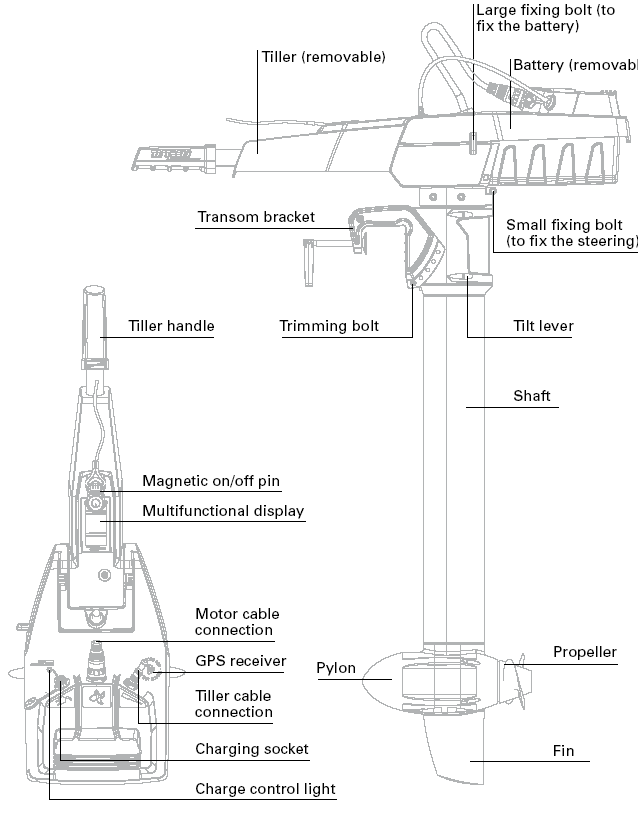 Large fixing bolt (to
fix the battery)
Tiller (removable)
Battery (removabl
Transom bracket
Small fixing bolt
(to fix the steering)
Tiller handle
Trimming bolt
Tilt lever
Shaft
Magnetic on/off pin
Multifunctional display
Motor cable
connection
GPS receiver
Propeller
Pylon
Tiller cable
connection
Charging socket
Fin
Charge control light